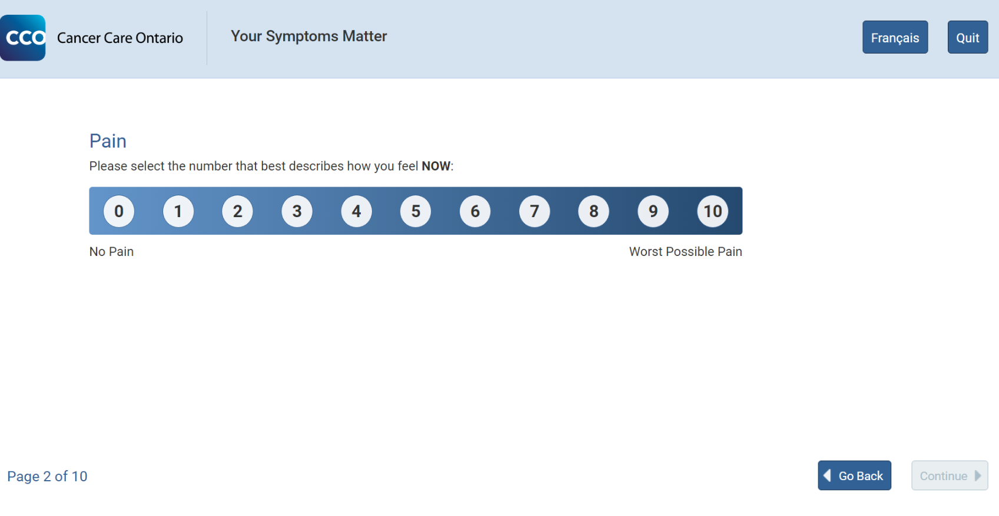 CCO Cancer Care Ontario
Your Symptoms Matter
Français
Quit
Pain
Please select the number that best describes how you feel NOW:
0 1 2 3 4 5 6 7 8 9 10
No Pain Worst Possible Pain
Page 2 of 10
Go Back
Continue